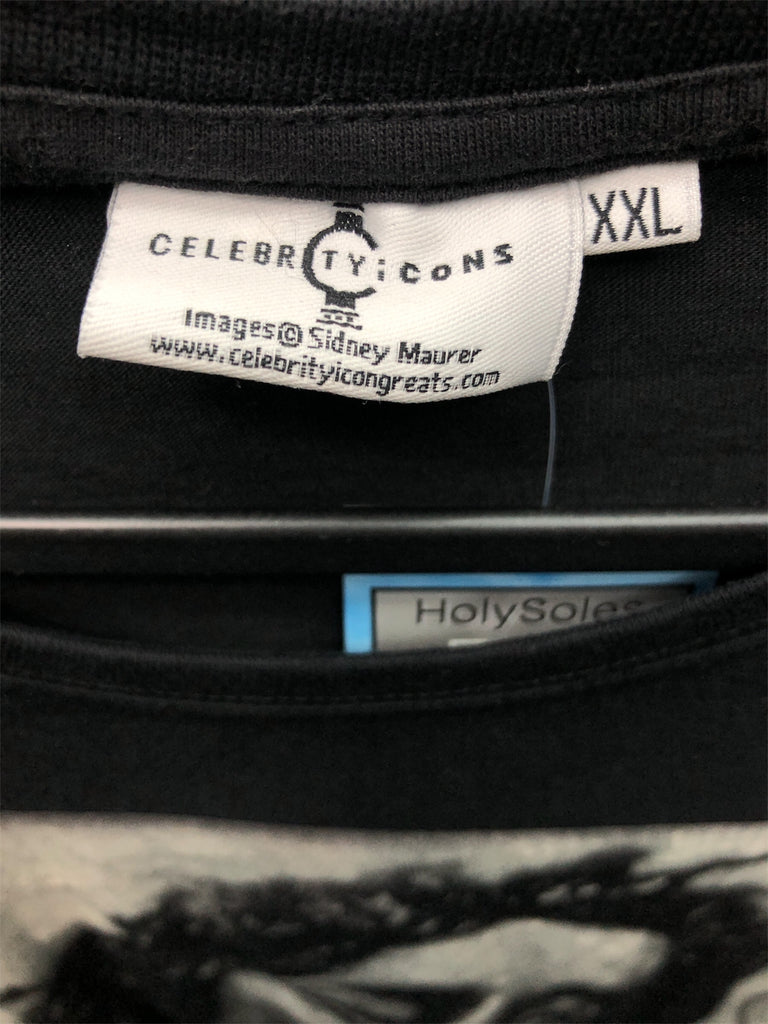 CELEBRITY iCONS
XXL
Images© Sidney Maurer
www.celebrityicongreats.com
HolySoles